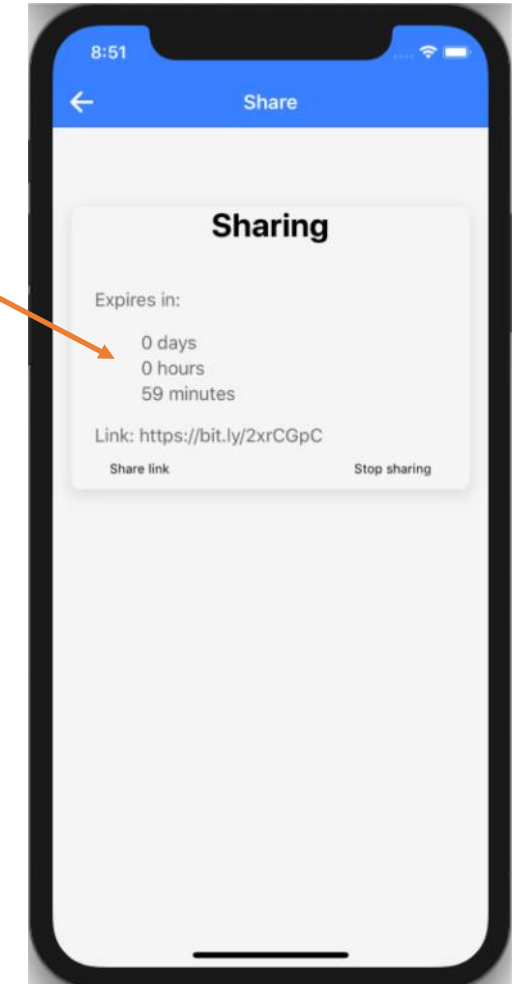 8:51
Share
Sharing
Expires in:
0 days
0 hours
59 minutes
Link: https://bit.ly/2xrCGpC
Share link Stop sharing